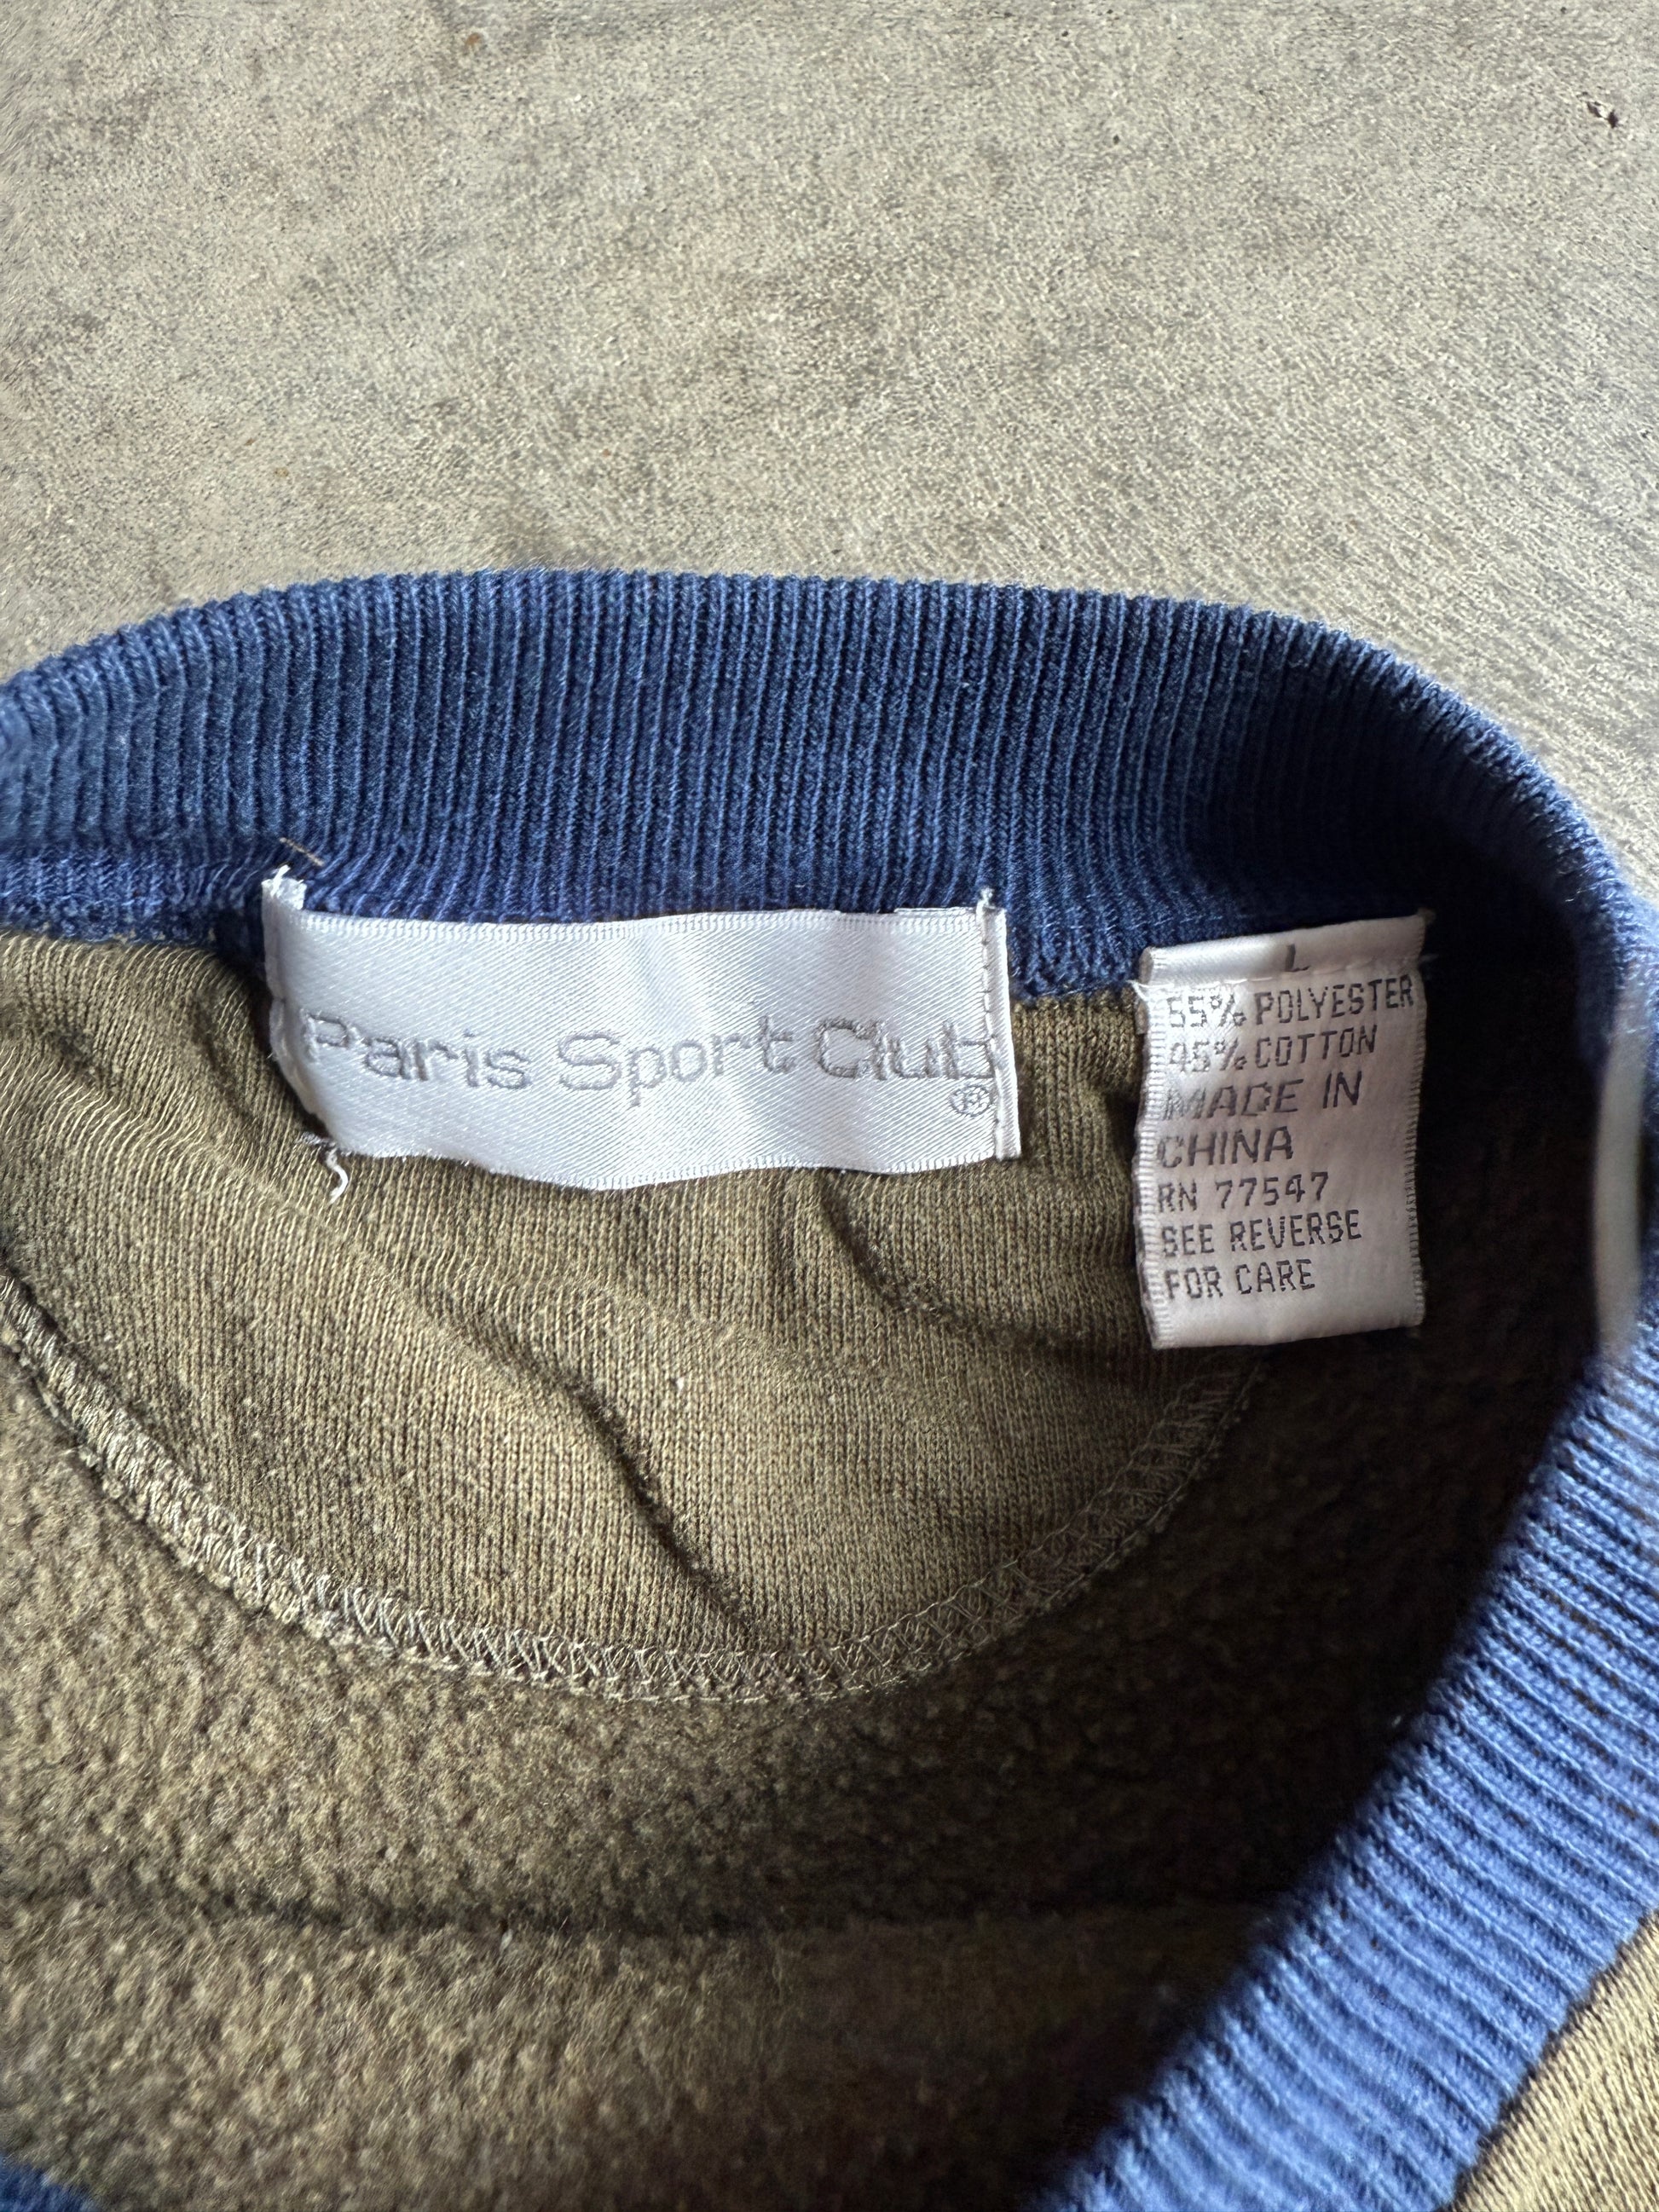 Paris Sport Club
®
L
55% POLYESTER
45% COTTON
MADE IN
CHINA
RN 77547
SEE REVERSE
FOR CARE